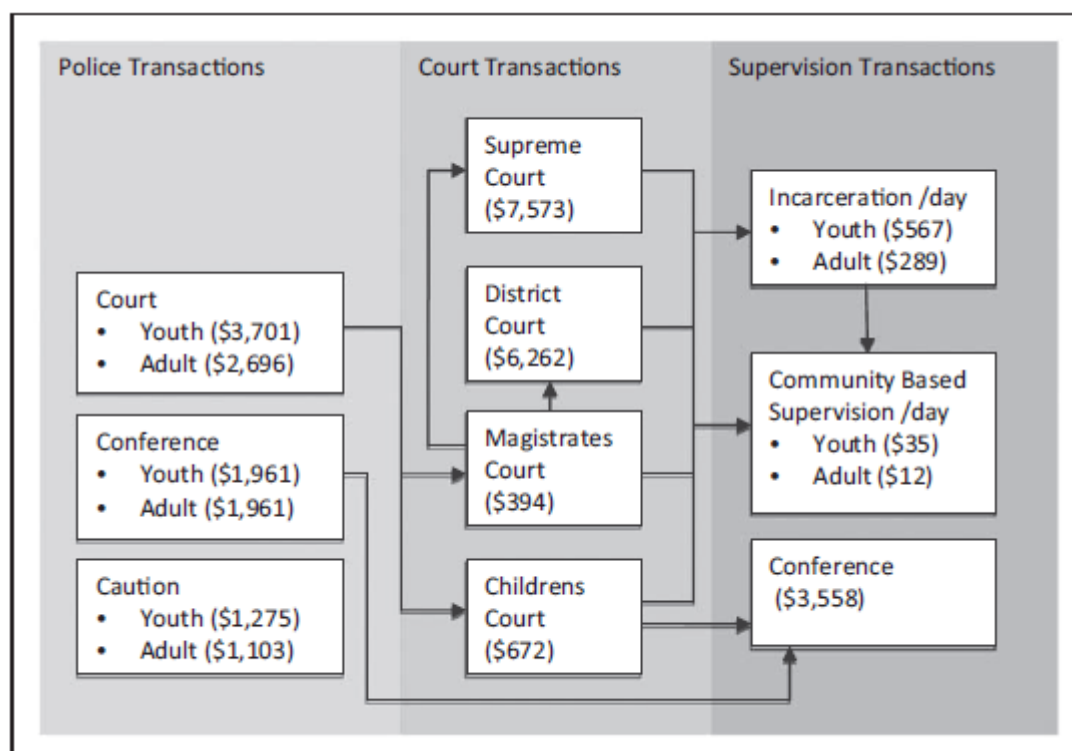 Police Transactions
Court
• Youth ($3,701)
• Adult ($2,696)
Conference
• Youth ($1,961)
• Adult ($1,961)
Caution
• Youth ($1,275)
• Adult ($1,103)
Court Transactions
Supreme
Court
($7,573)
District
Court
($6,262)
Magistrates
Court
($394)
Childrens
Court
($672)
Supervision Transactions
Incarceration /day
• Youth ($567)
• Adult ($289)
Community Based
Supervision /day
• Youth ($35)
• Adult ($12)
Conference
($3,558)